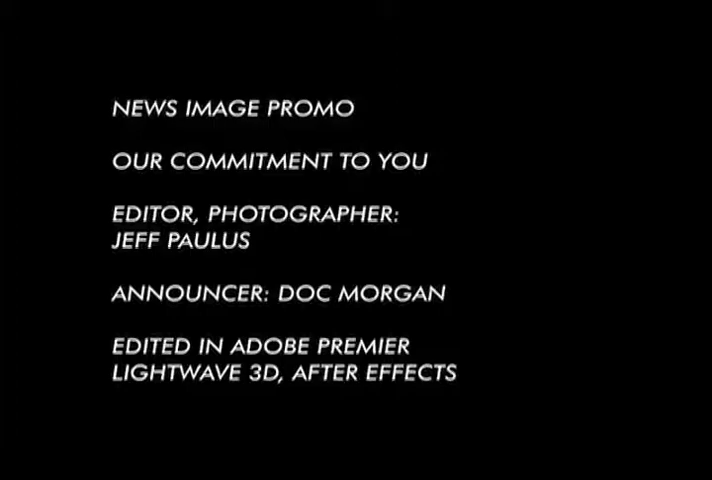 NEWS IMAGE PROMO
OUR COMMITMENT TO YOU
EDITOR, PHOTOGRAPHER:
JEFF PAULUS
ANNOUNCER: DOC MORGAN
EDITED IN ADOBE PREMIER
LIGHTWAVE 3D, AFTER EFFECTS